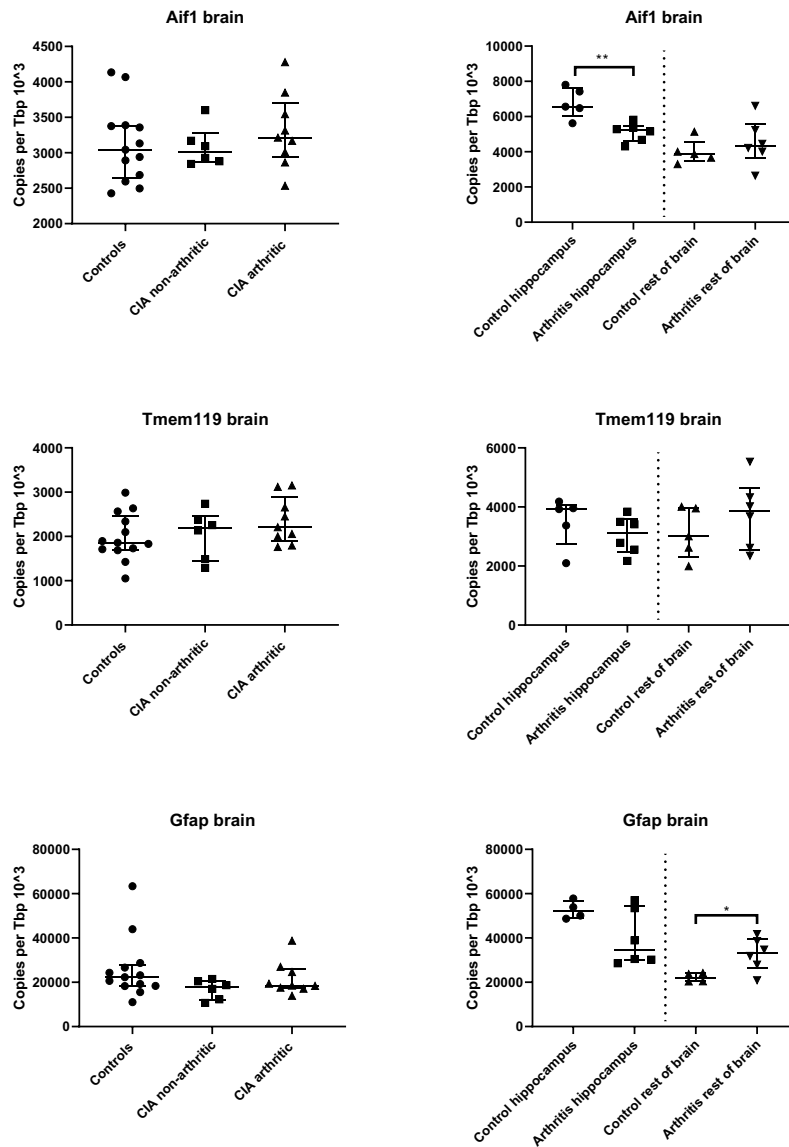 Aif1 brain
Copies per Tbp 10^3
4500
4000
3500
3000
2500
2000
Controls
CIA non-arthritic
CIA arthritic
Aif1 brain
Copies per Tbp 10^3
10000
8000
6000
4000
2000
0
**
Control hippocampus
Arthritis hippocampus
Control rest of brain
Arthritis rest of brain
Tmem119 brain
Copies per Tbp 10^3
4000
3000
2000
1000
0
Controls
CIA non-arthritic
CIA arthritic
Tmem119 brain
Copies per Tbp 10^3
6000
4000
2000
0
Control hippocampus
Arthritis hippocampus
Control rest of brain
Arthritis rest of brain
Gfap brain
Copies per Tbp 10^3
80000
60000
40000
20000
0
Controls
CIA non-arthritic
CIA arthritic
Gfap brain
Copies per Tbp 10^3
80000
60000
40000
20000
0
*
Control hippocampus
Arthritis hippocampus
Control rest of brain
Arthritis rest of brain